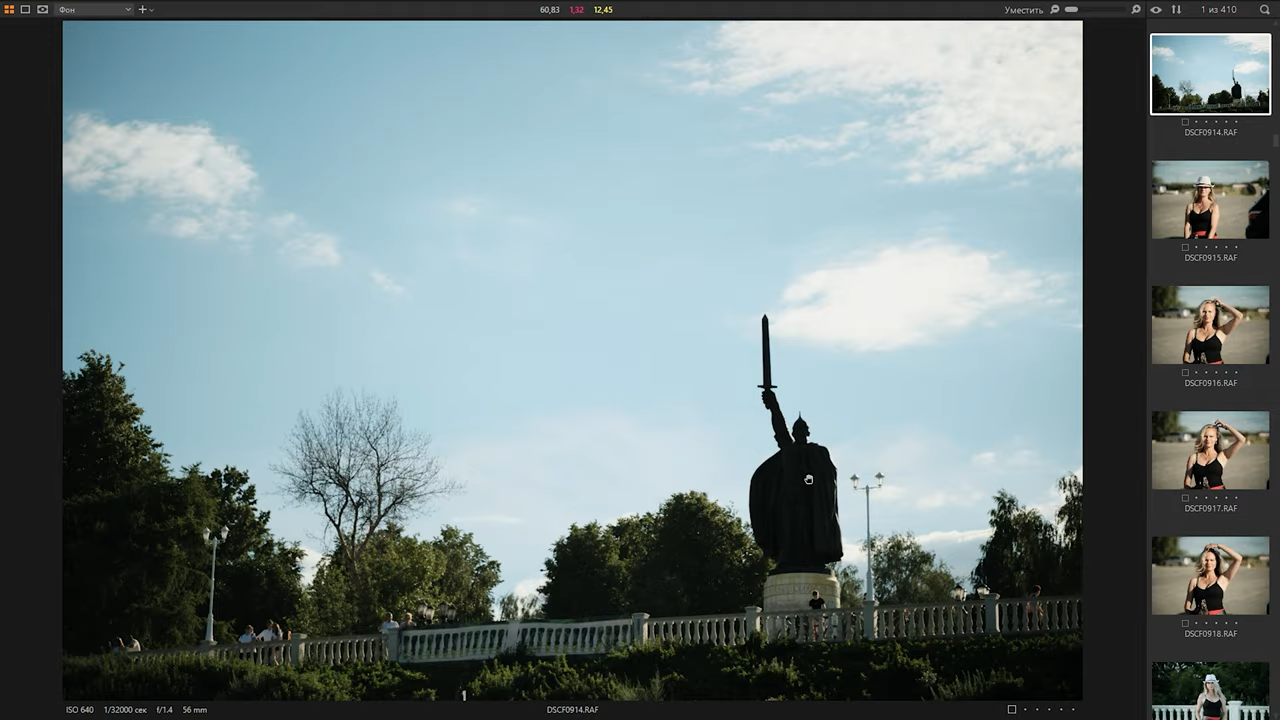 Фон
60,83 1,32 12,45
Уместить
1 из 410
DSCF0914.RAF
DSCF0915.RAF
DSCF0916.RAF
DSCF0917.RAF
DSCF0918.RAF
ISO 640 1/32000 сек f/1.4 56 mm
DSCF0914.RAF